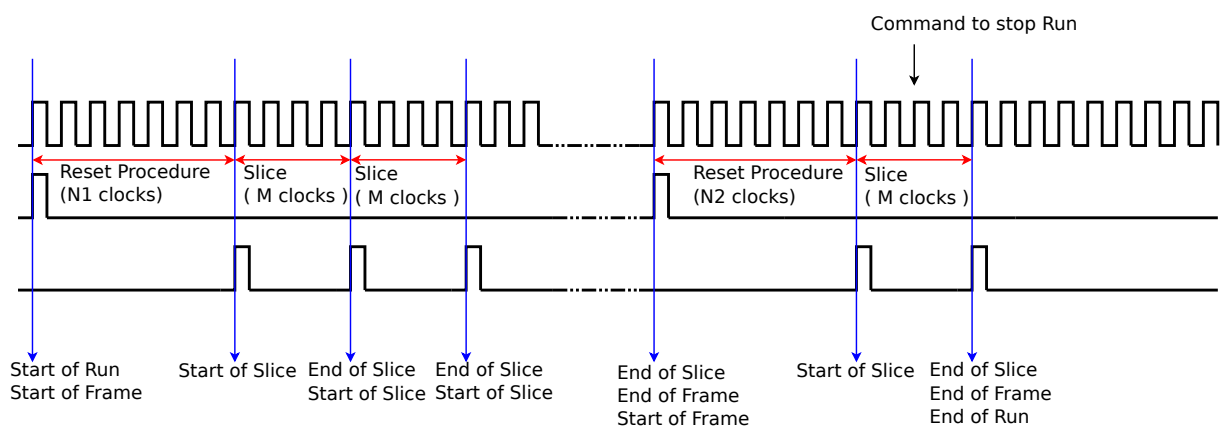 Command to stop Run
Reset Procedure
(N1 clocks)
Slice
( M clocks )
Slice
( M clocks )
Reset Procedure
(N2 clocks)
Slice
( M clocks )
Start of Run
Start of Frame
Start of Slice
End of Slice
Start of Slice
End of Slice
Start of Slice
End of Slice
End of Frame
Start of Frame
Start of Slice
End of Slice
End of Frame
End of Run